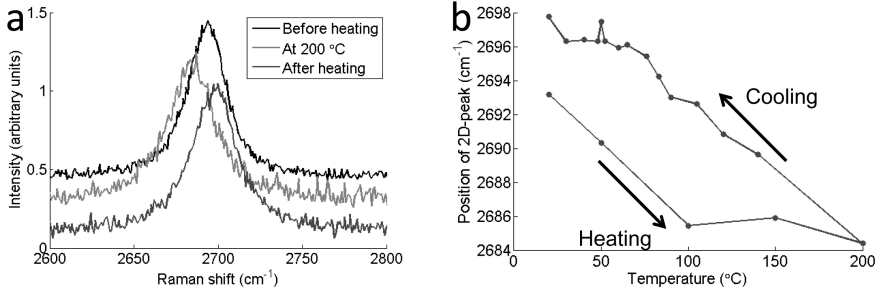 a
1.5
1
0.5
0
Intensity (arbitrary units)
Before heating
At 200 °C
After heating
2600
2650
2700
2750
2800
Raman shift (cm-1)
b
2698
2696
2694
2692
2690
2688
2686
2684
Position of 2D-peak (cm-1)
Cooling
Heating
0
50
100
150
200
Temperature (°C)